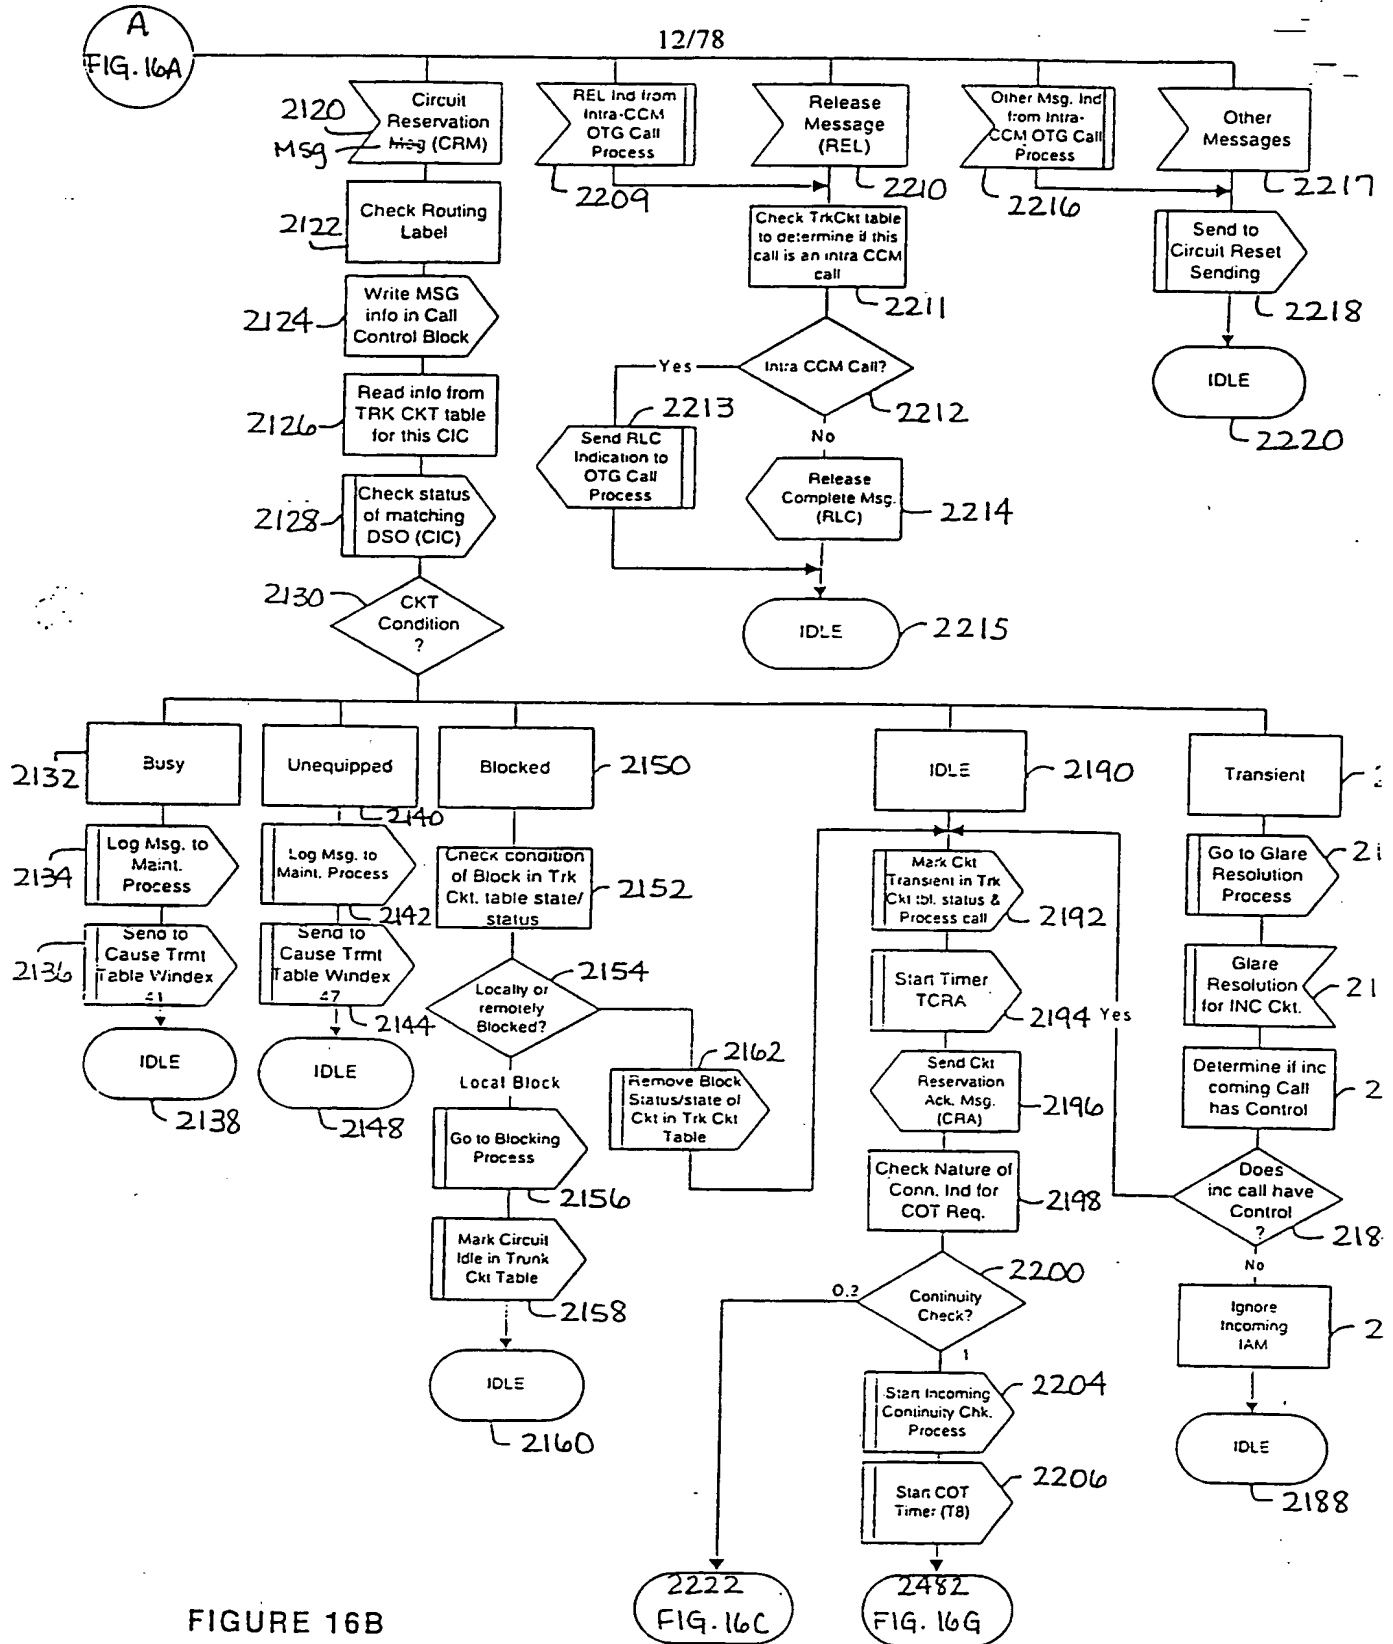 A
FIG. 16A
12/78
2120
Msg
Circuit
Reservation
Msg (CRM)
REL Ind from
Intra-CCM
OTG Call
Process
2209
Release
Message
(REL)
2210
Other Msg. Ind
from Intra-
CCM OTG Call
Process
2216
Other
Messages
2217
2122
Check Routing
Label
Check TrkCkt table
to determine if this
call is an intra CCM
call
2211
Send to
Circuit Reset
Sending
2218
2124
Write MSG
info in Call
Control Block
Yes
Intra CCM Call?
2212
IDLE
2220
2126
Read info from
TRK CKT table
for this CIC
2213
Send RLC
Indication to
OTG Call
Process
No
Release
Complete Msg.
(RLC)
2214
2128
Check status
of matching
DSO (CIC)
2130
CKT
Condition
?
IDLE
2215
2132
Busy
Unequipped
2140
Blocked
2150
IDLE
2190
Transient
2134
Log Msg. to
Maint.
Process
Log Msg. to
Maint. Process
2142
Check condition
of Block in Trk
Ckt. table state/
status
2152
Mark Ckt
Transient in Trk
Ckt tbl. status &
Process call
2192
Go to Glare
Resolution
Process
2136
Send to
Cause Trmt
Table Windex
41
Send to
Cause Trmt
Table Windex
47
2144
2154
Locally or
remotely
Blocked?
Start Timer
TCRA
2194
Yes
Glare
Resolution
for INC Ckt.
IDLE
2138
IDLE
2148
Local Block
2162
Remove Block
Status/state of
Ckt in Trk Ckt
Table
Send Ckt
Reservation
Ack. Msg.
(CRA)
2196
Determine if inc
coming Call
has Control
Go to Blocking
Process
2156
Check Nature of
Conn. Ind for
COT Req.
2198
Does
inc call have
Control
?
218
Mark Circuit
Idle in Trunk
Ckt Table
2158
0.2
Continuity
Check?
2200
1
No
Ignore
Incoming
IAM
IDLE
2160
Start Incoming
Continuity Chk.
Process
2204
IDLE
2188
Start COT
Timer (T8)
2206
2222
FIG. 16C
2482
FIG. 16G
FIGURE 16B